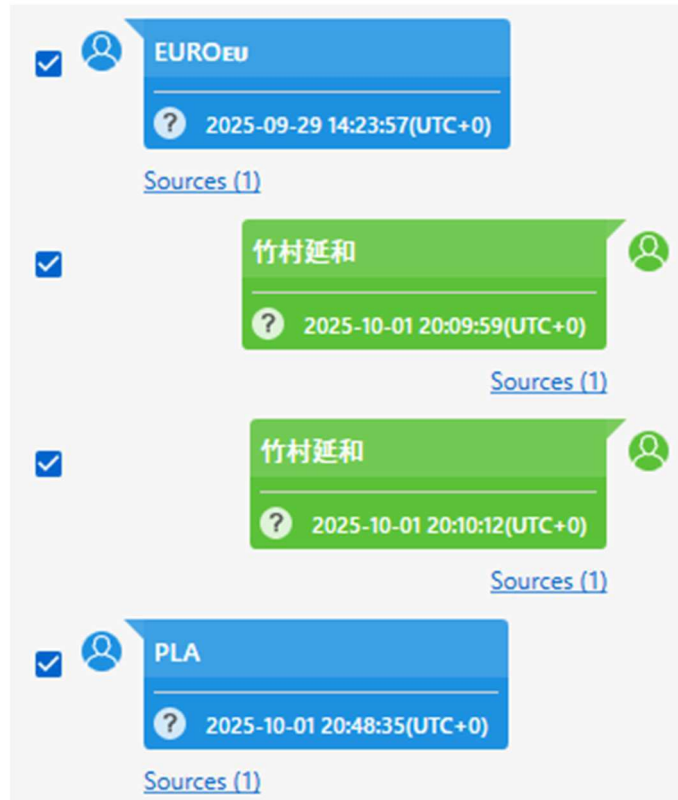 EUROEU
? 2025-09-29 14:23:57(UTC+0)
Sources (1)
竹村延和
? 2025-10-01 20:09:59(UTC+0)
Sources (1)
竹村延和
? 2025-10-01 20:10:12(UTC+0)
Sources (1)
PLA
? 2025-10-01 20:48:35(UTC+0)
Sources (1)